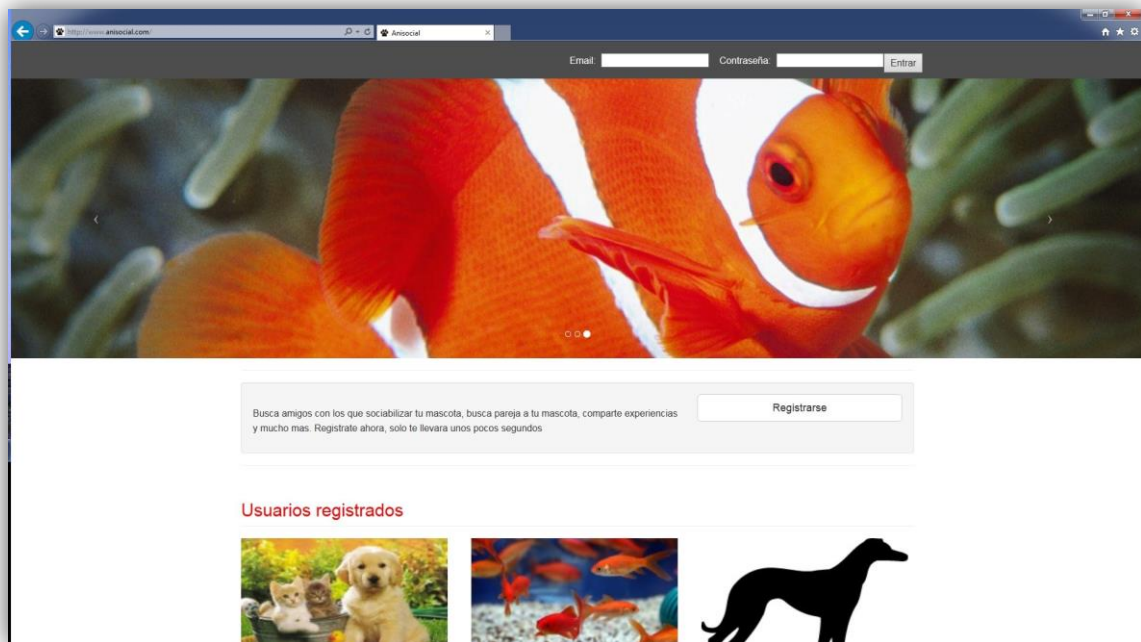 http://www.anisocial.com/
Anisocial
Email:
Contraseña:
Entrar
Busca amigos con los que sociabilizar tu mascota, busca pareja a tu mascota, comparte experiencias
y mucho mas. Registrate ahora, solo te llevara unos pocos segundos
Registrarse
Usuarios registrados